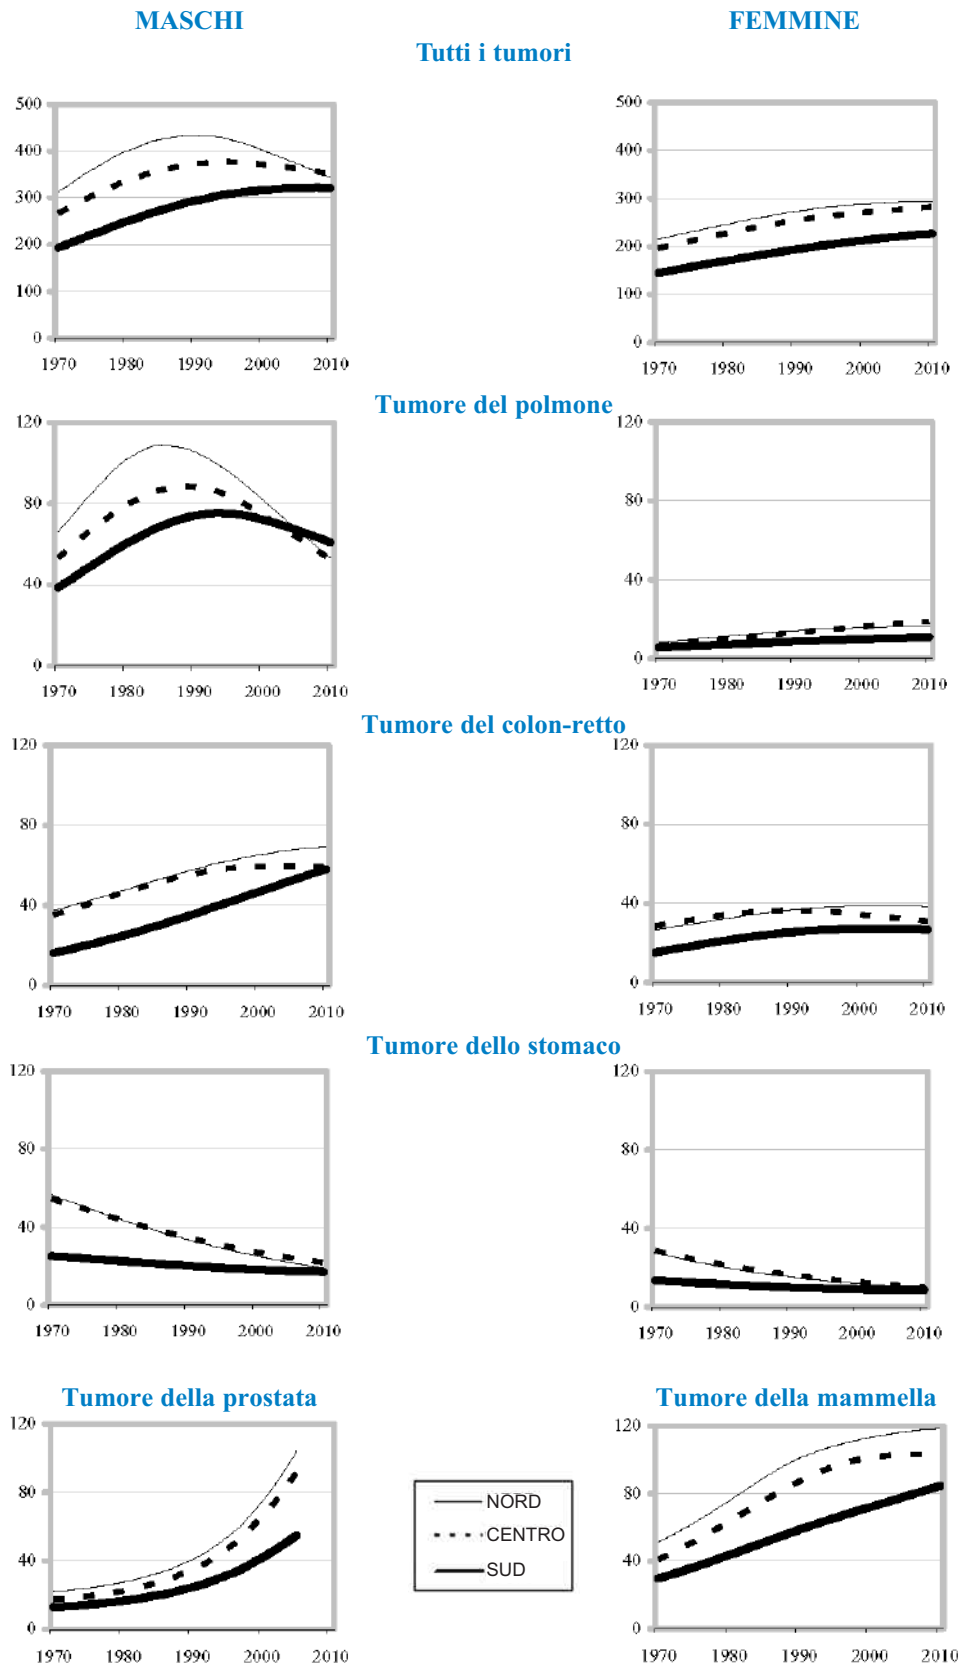 MASCHI
FEMMINE
Tutti i tumori
500
400
300
200
100
0
1970 1980 1990 2000 2010
500
400
300
200
100
0
1970 1980 1990 2000 2010
Tumore del polmone
120
80
40
0
1970 1980 1990 2000 2010
120
80
40
0
1970 1980 1990 2000 2010
Tumore del colon-retto
120
80
40
0
1970 1980 1990 2000 2010
120
80
40
0
1970 1980 1990 2000 2010
Tumore dello stomaco
120
80
40
0
1970 1980 1990 2000 2010
120
80
40
0
1970 1980 1990 2000 2010
Tumore della prostata
120
80
40
0
1970 1980 1990 2000 2010
NORD
CENTRO
SUD
Tumore della mammella
120
80
40
0
1970 1980 1990 2000 2010